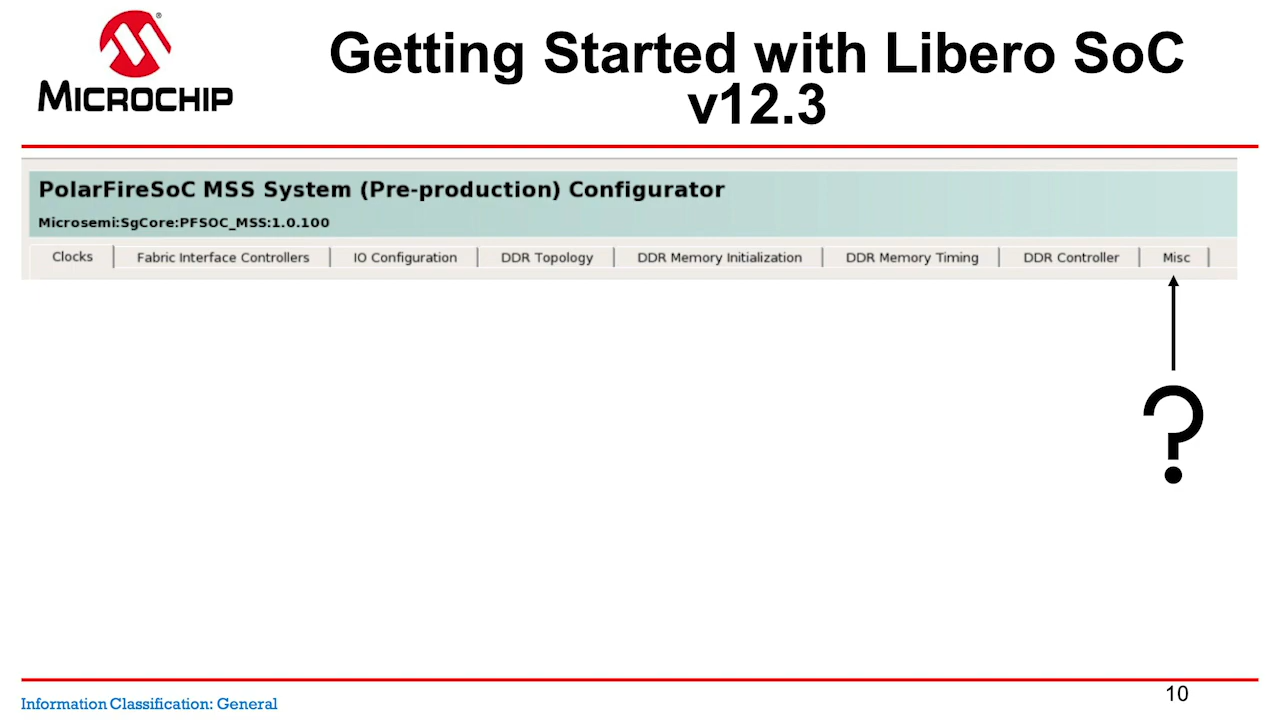 MICROCHIP
Getting Started with Libero SoC
v12.3
PolarFireSoC MSS System (Pre-production) Configurator
Microsemi:SgCore:PFSOC_MSS:1.0.100
Clocks Fabric Interface Controllers IO Configuration DDR Topology DDR Memory Initialization DDR Memory Timing DDR Controller Misc
?
Information Classification: General
10